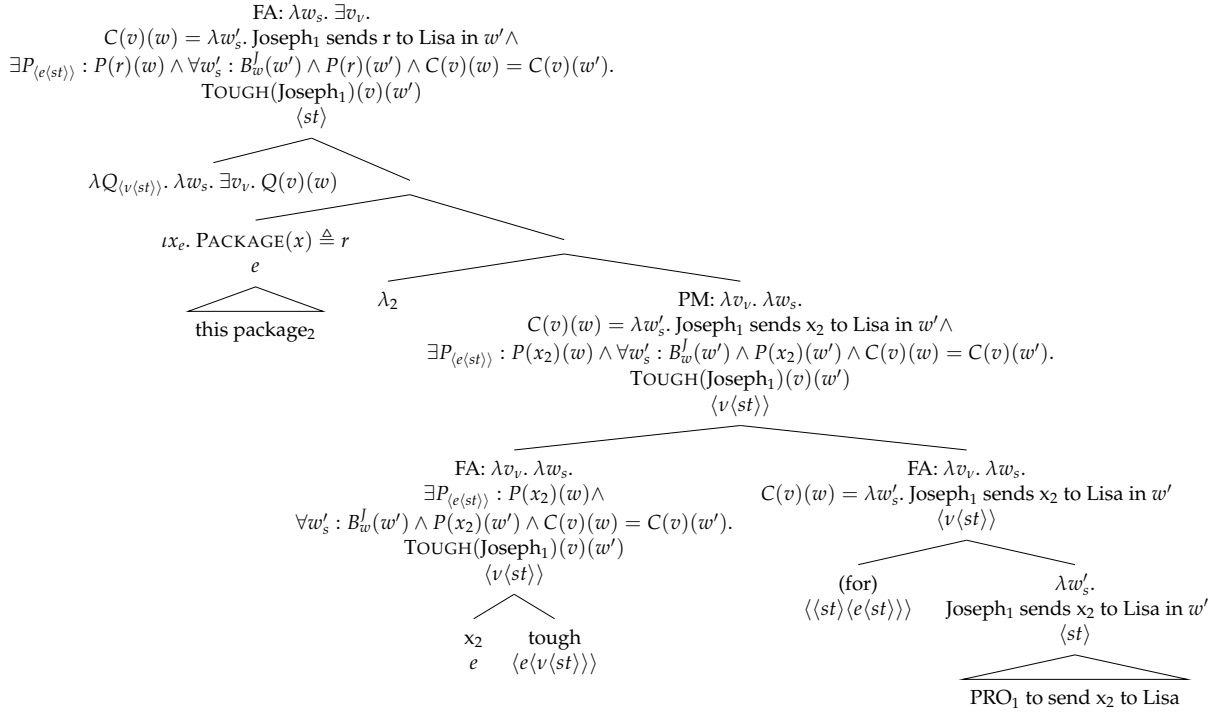 FA: λw_s. ∃v_ν.
C(v)(w) = λw′_s. Joseph₁ sends r to Lisa in w′∧
∃P_⟨e⟨st⟩⟩ : P(r)(w) ∧ ∀w′_s : B^J_w(w′) ∧ P(r)(w′) ∧ C(v)(w) = C(v)(w′).
TOUGH(Joseph₁)(v)(w′)
⟨st⟩
λQ_⟨ν⟨st⟩⟩. λw_s. ∃v_ν. Q(v)(w)
ιx_e. PACKAGE(x) ≜ r
e
this package₂
λ₂
PM: λv_ν. λw_s.
C(v)(w) = λw′_s. Joseph₁ sends x₂ to Lisa in w′∧
∃P_⟨e⟨st⟩⟩ : P(x₂)(w) ∧ ∀w′_s : B^J_w(w′) ∧ P(x₂)(w′) ∧ C(v)(w) = C(v)(w′).
TOUGH(Joseph₁)(v)(w′)
⟨ν⟨st⟩⟩
FA: λv_ν. λw_s.
∃P_⟨e⟨st⟩⟩ : P(x₂)(w)∧
∀w′_s : B^J_w(w′) ∧ P(x₂)(w′) ∧ C(v)(w) = C(v)(w′).
TOUGH(Joseph₁)(v)(w′)
⟨ν⟨st⟩⟩
x₂
e
tough
⟨e⟨ν⟨st⟩⟩⟩
FA: λv_ν. λw_s.
C(v)(w) = λw′_s. Joseph₁ sends x₂ to Lisa in w′
⟨ν⟨st⟩⟩
(for)
⟨⟨st⟩⟨e⟨st⟩⟩⟩
λw′_s.
Joseph₁ sends x₂ to Lisa in w′
⟨st⟩
PRO₁ to send x₂ to Lisa